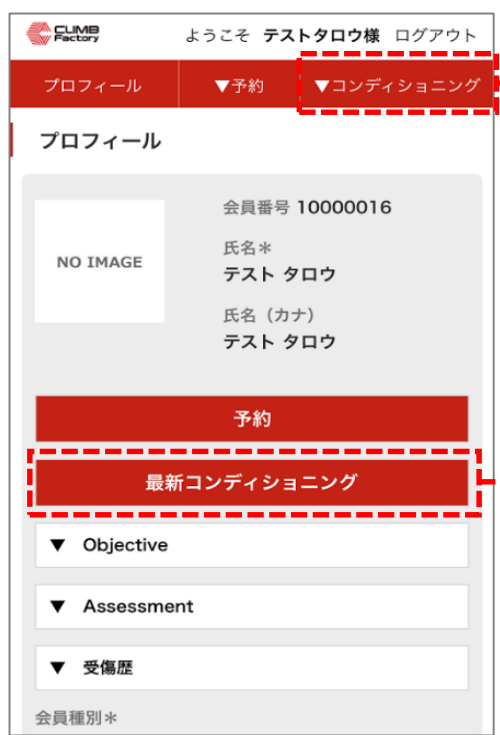 CLIMB Factory
ようこそ テストタロウ様 ログアウト
プロフィール ▼予約 ▼コンディショニング
プロフィール
NO IMAGE
会員番号 10000016
氏名＊
テスト タロウ
氏名（カナ）
テスト タロウ
予約
最新コンディショニング
▼ Objective
▼ Assessment
▼ 受傷歴
会員種別＊